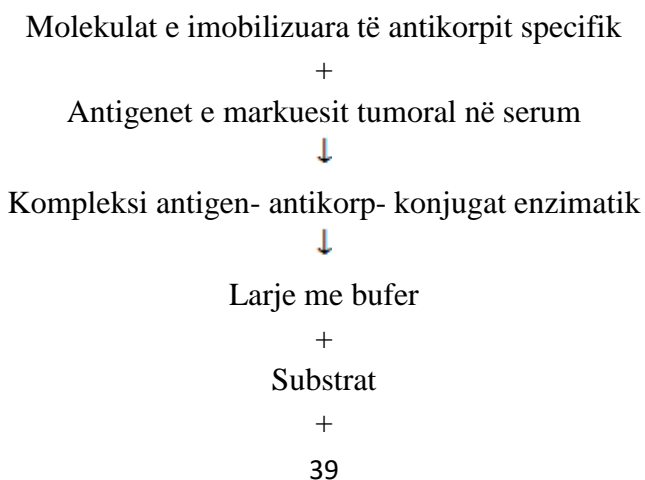 Molekulat e imobilizuara të antikorpit specifik
+
Antigenet e markuesit tumoral në serum
↓
Kompleksi antigen- antikorp- konjugat enzimatik
↓
Larje me bufer
+
Substrat
+
39